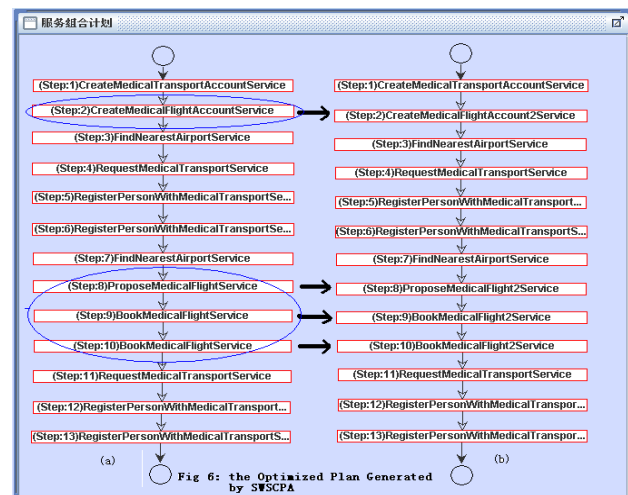 服务组合计划
(Step:1)CreateMedicalTransportAccountService
(Step:2)CreateMedicalFlightAccountService
(Step:3)FindNearestAirportService
(Step:4)RequestMedicalTransportService
(Step:5)RegisterPersonWithMedicalTransportSe...
(Step:6)RegisterPersonWithMedicalTransportSe...
(Step:7)FindNearestAirportService
(Step:8)ProposeMedicalFlightService
(Step:9)BookMedicalFlightService
(Step:10)BookMedicalFlightService
(Step:11)RequestMedicalTransportService
(Step:12)RegisterPersonWithMedicalTransport...
(Step:13)RegisterPersonWithMedicalTransportS...
(a)
(Step:1)CreateMedicalTransportAccountService
(Step:2)CreateMedicalFlightAccount2Service
(Step:3)FindNearestAirportService
(Step:4)RequestMedicalTransportService
(Step:5)RegisterPersonWithMedicalTransport...
(Step:6)RegisterPersonWithMedicalTransportS...
(Step:7)FindNearestAirportService
(Step:8)ProposeMedicalFlight2Service
(Step:9)BookMedicalFlight2Service
(Step:10)BookMedicalFlight2Service
(Step:11)RequestMedicalTransportService
(Step:12)RegisterPersonWithMedicalTranspor...
(Step:13)RegisterPersonWithMedicalTranspor...
(b)
Fig 6: the Optimized Plan Generated
by SWSCPA